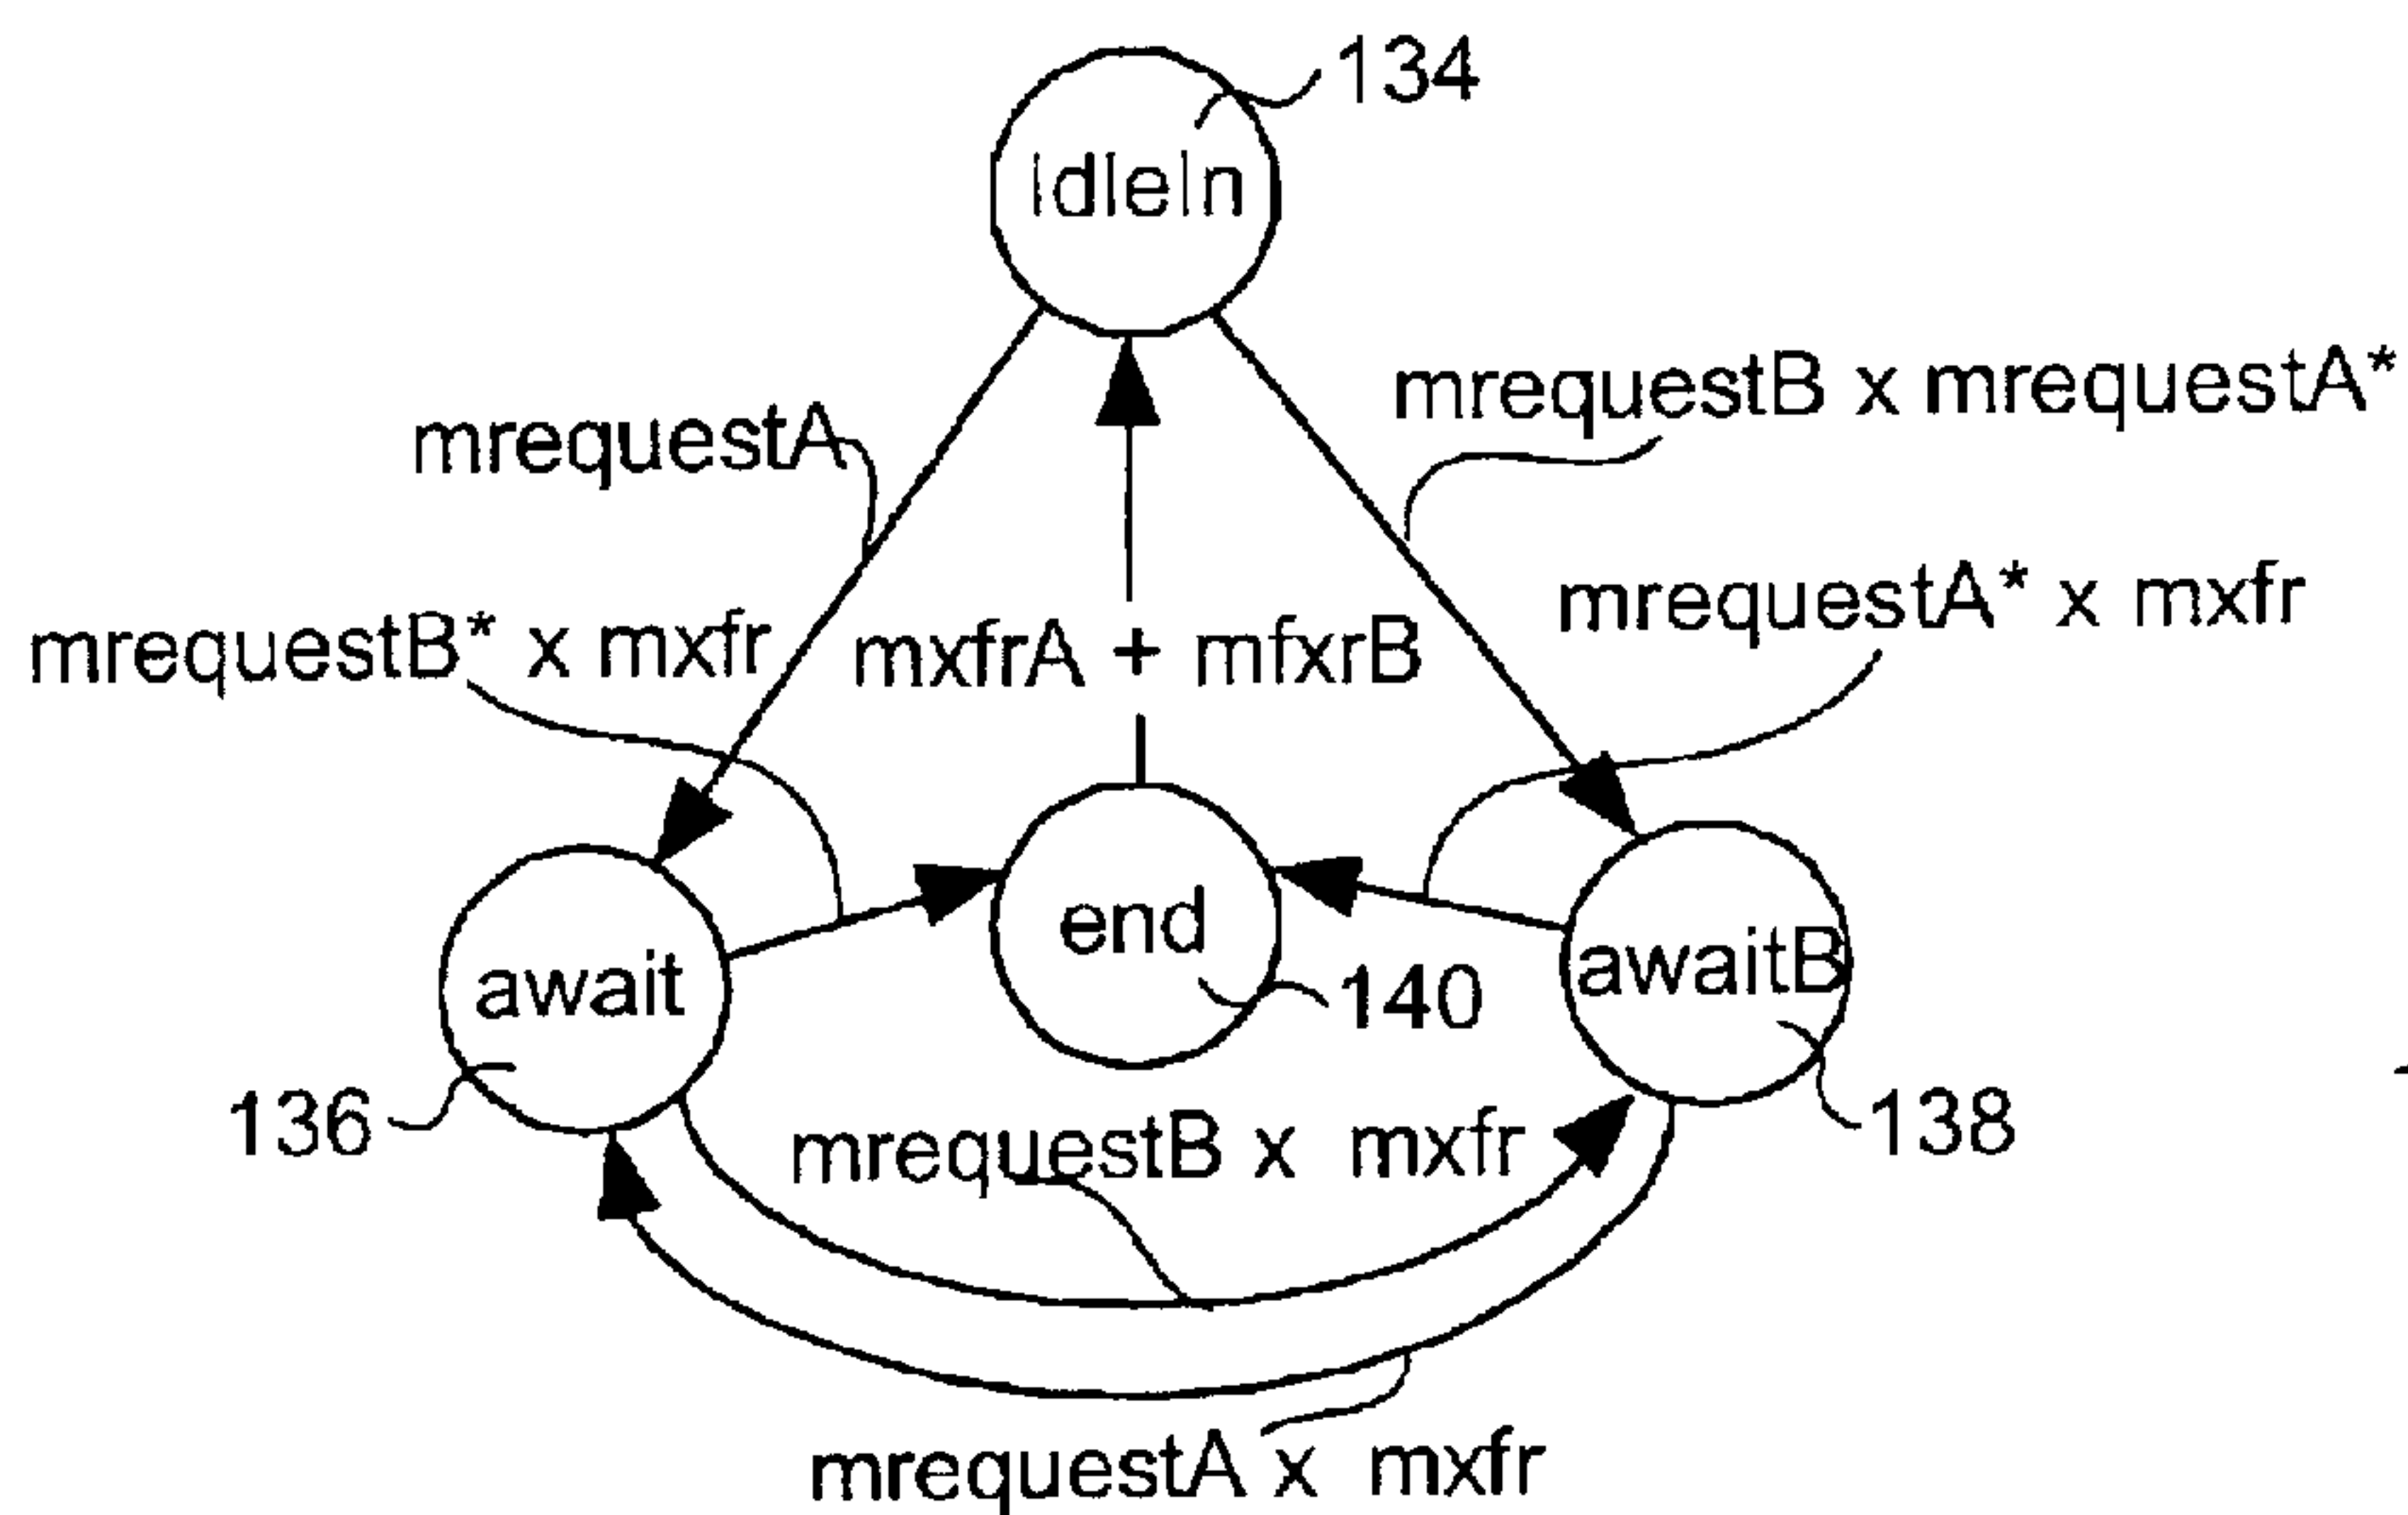 134
IdleIn
mrequestB x mrequestA*
mrequestA
mrequestA* x mxfr
mrequestB* x mxfr
mxfrA + mfxrB
end
awaitB
await
140
136
138
mrequestB x mxfr
mrequestA x mxfr